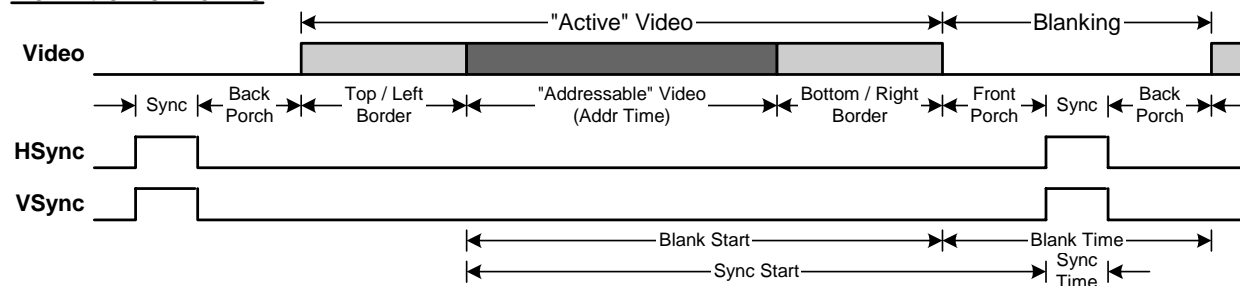 "Active" Video
Blanking
Video
Sync
Back Porch
Top / Left Border
"Addressable" Video
(Addr Time)
Bottom / Right Border
Front Porch
Sync
Back Porch
HSync
VSync
Blank Start
Blank Time
Sync Start
Sync Time